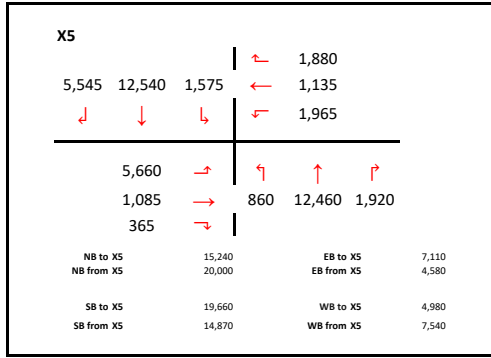 X5
1,880
5,545 12,540 1,575 1,135
1,965
5,660
1,085 860 12,460 1,920
365
NB to X5 15,240 EB to X5 7,110
NB from X5 20,000 EB from X5 4,580
SB to X5 19,660 WB to X5 4,980
SB from X5 14,870 WB from X5 7,540